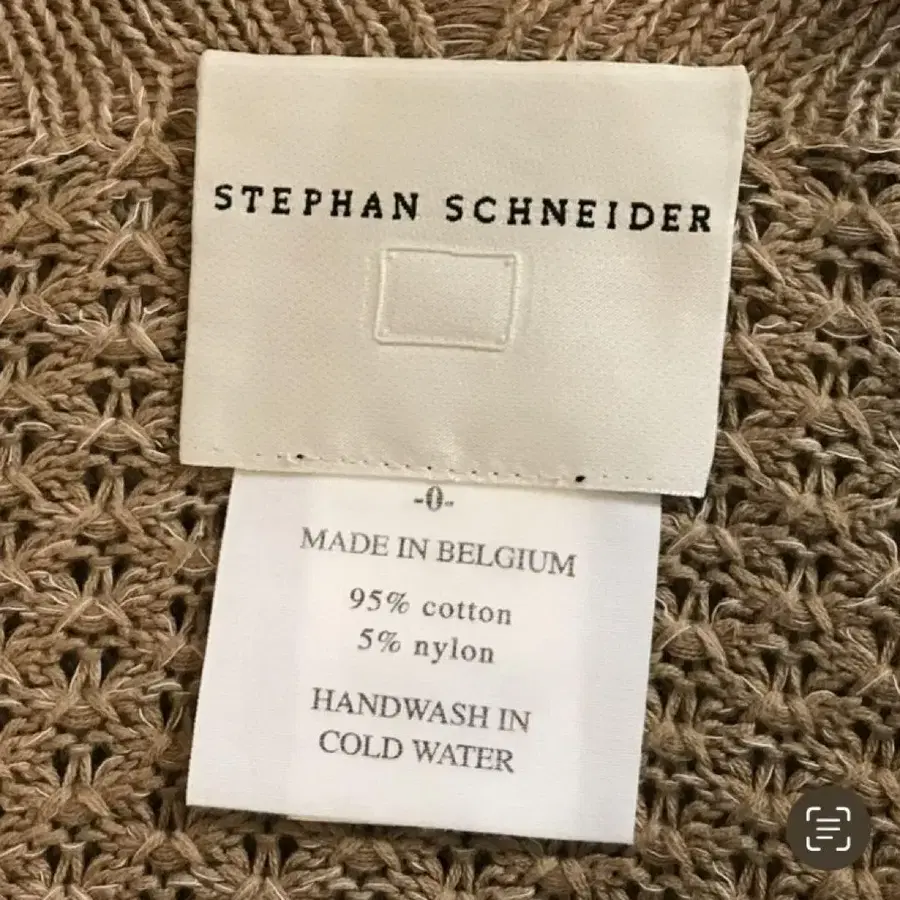 STEPHAN SCHNEIDER
-0-
MADE IN BELGIUM
95% cotton
5% nylon
HANDWASH IN
COLD WATER